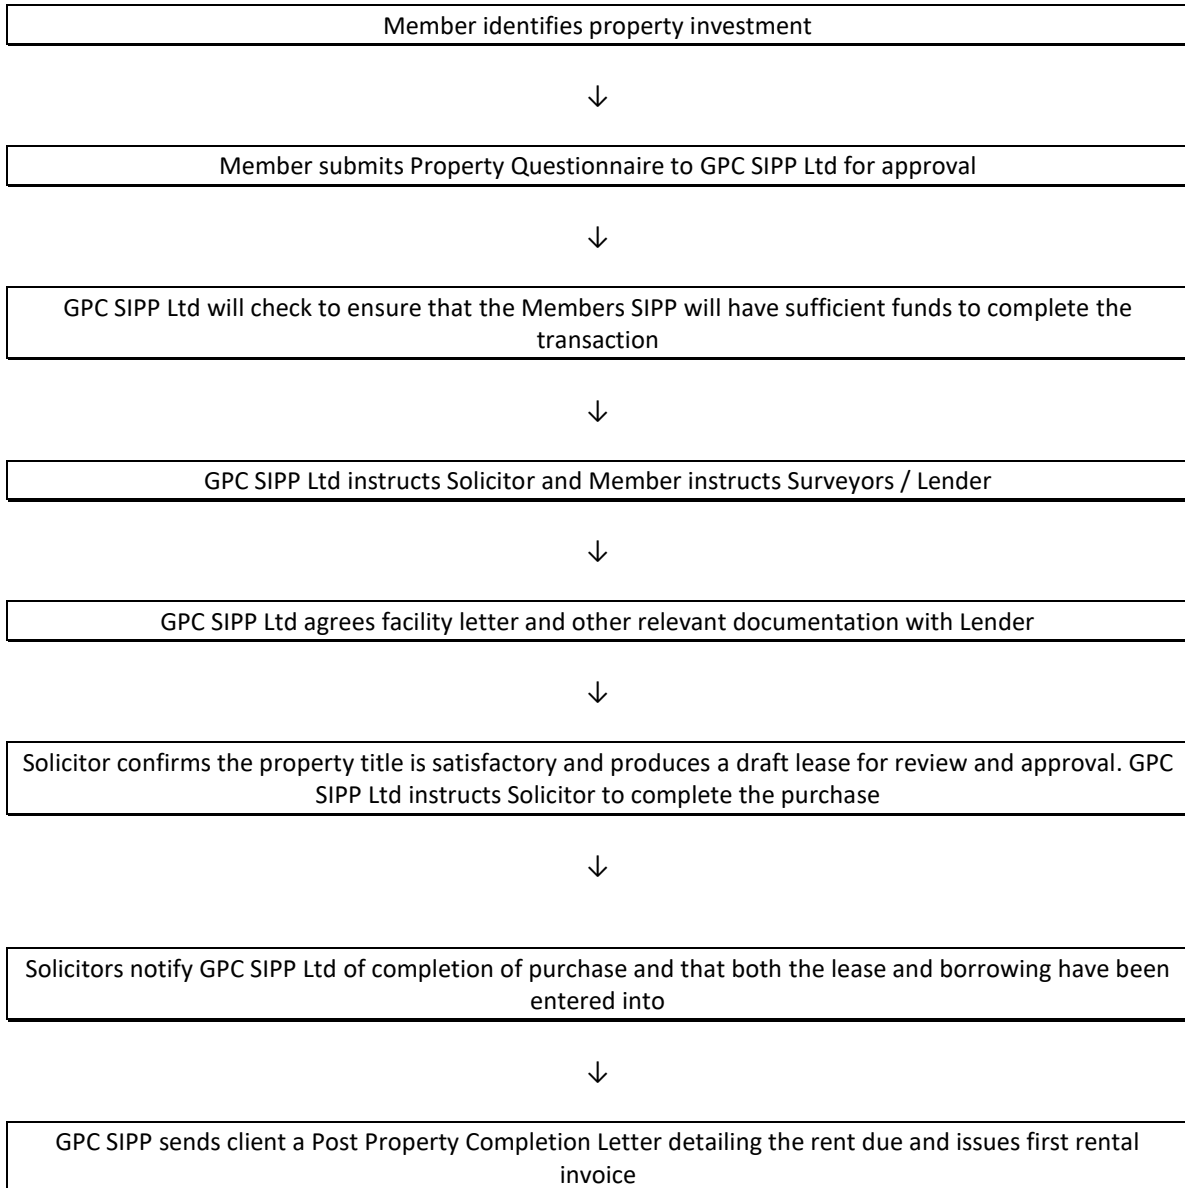 Member identifies property investment
↓
Member submits Property Questionnaire to GPC SIPP Ltd for approval
↓
GPC SIPP Ltd will check to ensure that the Members SIPP will have sufficient funds to complete the
transaction
↓
GPC SIPP Ltd instructs Solicitor and Member instructs Surveyors / Lender
↓
GPC SIPP Ltd agrees facility letter and other relevant documentation with Lender
↓
Solicitor confirms the property title is satisfactory and produces a draft lease for review and approval. GPC
SIPP Ltd instructs Solicitor to complete the purchase
↓
Solicitors notify GPC SIPP Ltd of completion of purchase and that both the lease and borrowing have been
entered into
↓
GPC SIPP sends client a Post Property Completion Letter detailing the rent due and issues first rental
invoice